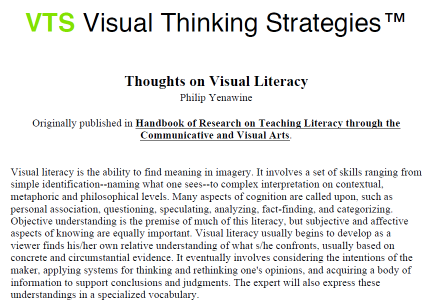 VTS Visual Thinking Strategies™
Thoughts on Visual Literacy
Philip Yenawine
Originally published in Handbook of Research on Teaching Literacy through the
Communicative and Visual Arts.
Visual literacy is the ability to find meaning in imagery. It involves a set of skills ranging from
simple identification--naming what one sees--to complex interpretation on contextual,
metaphoric and philosophical levels. Many aspects of cognition are called upon, such as
personal association, questioning, speculating, analyzing, fact-finding, and categorizing.
Objective understanding is the premise of much of this literacy, but subjective and affective
aspects of knowing are equally important. Visual literacy usually begins to develop as a
viewer finds his/her own relative understanding of what s/he confronts, usually based on
concrete and circumstantial evidence. It eventually involves considering the intentions of the
maker, applying systems for thinking and rethinking one's opinions, and acquiring a body of
information to support conclusions and judgments. The expert will also express these
understandings in a specialized vocabulary.